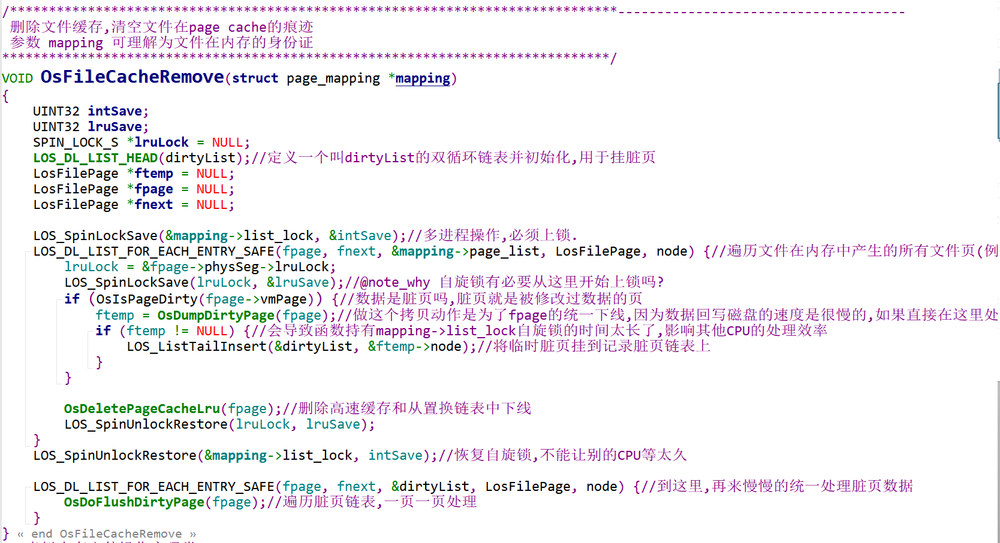 /******************************************************************************-------------------------------------
删除文件缓存,清空文件在page cache的痕迹
参数 mapping 可理解为文件在内存的身份证
******************************************************************************/
VOID OsFileCacheRemove(struct page_mapping *mapping)
{
    UINT32 intSave;
    UINT32 lruSave;
    SPIN_LOCK_S *lruLock = NULL;
    LOS_DL_LIST_HEAD(dirtyList);//定义一个叫dirtyList的双循环链表并初始化,用于挂脏页
    LosFilePage *ftemp = NULL;
    LosFilePage *fpage = NULL;
    LosFilePage *fnext = NULL;
    LOS_SpinLockSave(&mapping->list_lock, &intSave);//多进程操作,必须上锁.
    LOS_DL_LIST_FOR_EACH_ENTRY_SAFE(fpage, fnext, &mapping->page_list, LosFilePage, node) {//遍历文件在内存中产生的所有文件页(例
        lruLock = &fpage->physSeg->lruLock;
        LOS_SpinLockSave(lruLock, &lruSave);//@note_why 自旋锁有必要从这里开始上锁吗?
        if (OsIsPageDirty(fpage->vmPage)) {//数据是脏页吗,脏页就是被修改过数据的页
            ftemp = OsDumpDirtyPage(fpage);//做这个拷贝动作是为了fpage的统一下线,因为数据回写磁盘的速度是很慢的,如果直接在这里处
            if (ftemp != NULL) {//会导致函数持有mapping->list_lock自旋锁的时间太长了,影响其他CPU的处理效率
                LOS_ListTailInsert(&dirtyList, &ftemp->node);//将临时脏页挂到记录脏页链表上
            }
        }
        OsDeletePageCacheLru(fpage);//删除高速缓存和从置换链表中下线
        LOS_SpinUnlockRestore(lruLock, lruSave);
    }
    LOS_SpinUnlockRestore(&mapping->list_lock, intSave);//恢复自旋锁,不能让别的CPU等太久
    LOS_DL_LIST_FOR_EACH_ENTRY_SAFE(fpage, fnext, &dirtyList, LosFilePage, node) {//到这里,再来慢慢的统一处理脏页数据
        OsDoFlushDirtyPage(fpage);//遍历脏页链表,一页一页处理
    }
} « end OsFileCacheRemove »